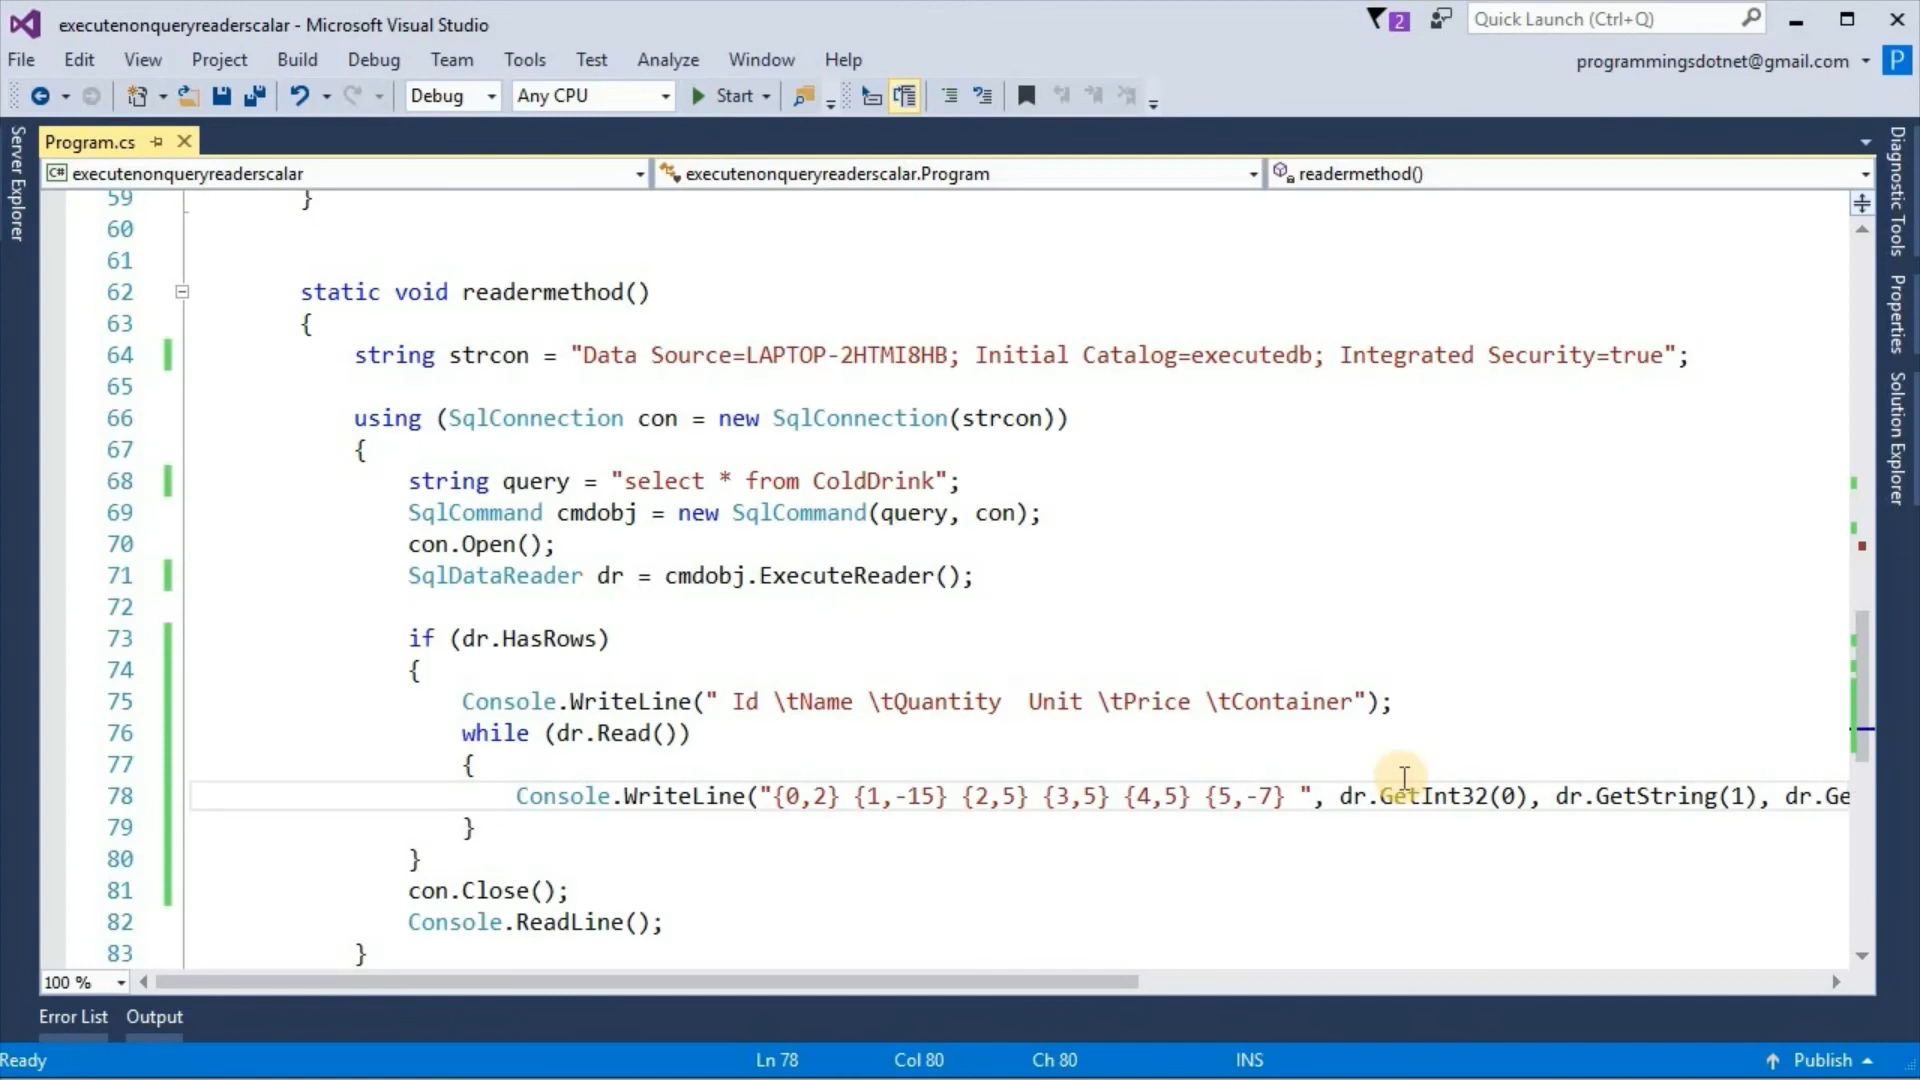 executenonqueryreaderscalar - Microsoft Visual Studio
2
Quick Launch (Ctrl+Q)
File Edit View Project Build Debug Team Tools Test Analyze Window Help
programmingsdotnet@gmail.com P
Debug Any CPU Start
Server Explorer
Program.cs
C# executenonqueryreaderscalar executenonqueryreaderscalar.Program readermethod()
59 }
60
61
62 static void readermethod()
63 {
64 string strcon = "Data Source=LAPTOP-2HTMI8HB; Initial Catalog=executedb; Integrated Security=true";
65
66 using (SqlConnection con = new SqlConnection(strcon))
67 {
68 string query = "select * from ColdDrink";
69 SqlCommand cmdobj = new SqlCommand(query, con);
70 con.Open();
71 SqlDataReader dr = cmdobj.ExecuteReader();
72
73 if (dr.HasRows)
74 {
75 Console.WriteLine(" Id \tName \tQuantity  Unit \tPrice \tContainer");
76 while (dr.Read())
77 {
78 Console.WriteLine("{0,2} {1,-15} {2,5} {3,5} {4,5} {5,-7} ", dr.GetInt32(0), dr.GetString(1), dr.Ge
79 }
80 }
81 con.Close();
82 Console.ReadLine();
83 }
Diagnostic Tools
Properties
Solution Explorer
100 %
Error List Output
Ready Ln 78 Col 80 Ch 80 INS Publish